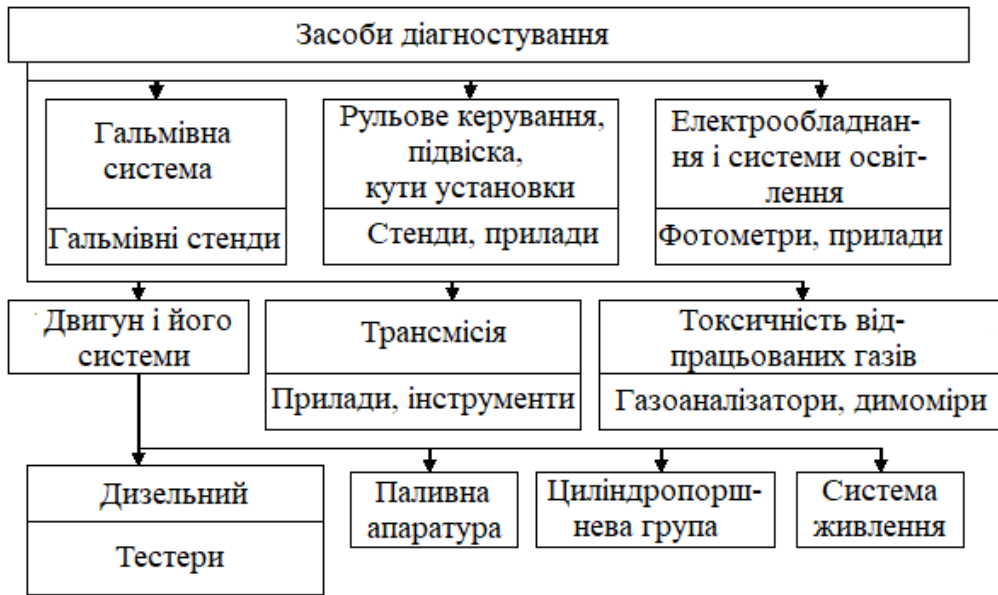 Засоби діагностування
Гальмівна
система
Гальмівні стенди
Рульове керування,
підвіска,
кути установки
Стенди, прилади
Електрообладнан-
ня і системи освіт-
лення
Фотометри, прилади
Двигун і його
системи
Трансмісія
Прилади, інструменти
Токсичність від-
працьованих газів
Газоаналізатори, димоміри
Дизельний
Тестери
Паливна
апаратура
Циліндропорш-
нева група
Система
живлення